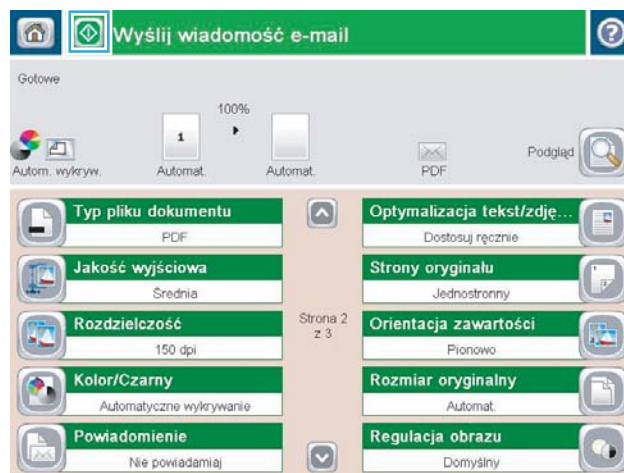 Wyślij wiadomość e-mail
?
Gotowe
100%
1
Autom. wykryw.
Automat.
Automat.
PDF
Podgląd
Typ pliku dokumentu
PDF
Optymalizacja tekst/zdję...
Dostosuj ręcznie
Jakość wyjściowa
Średnia
Strony oryginału
Jednostronny
Rozdzielczość
150 dpi
Strona 2
z 3
Orientacja zawartości
Pionowo
Kolor/Czarny
Automatyczne wykrywanie
Rozmiar oryginalny
Automat.
Powiadomienie
Nie powiadamiaj
Regulacja obrazu
Domyślny